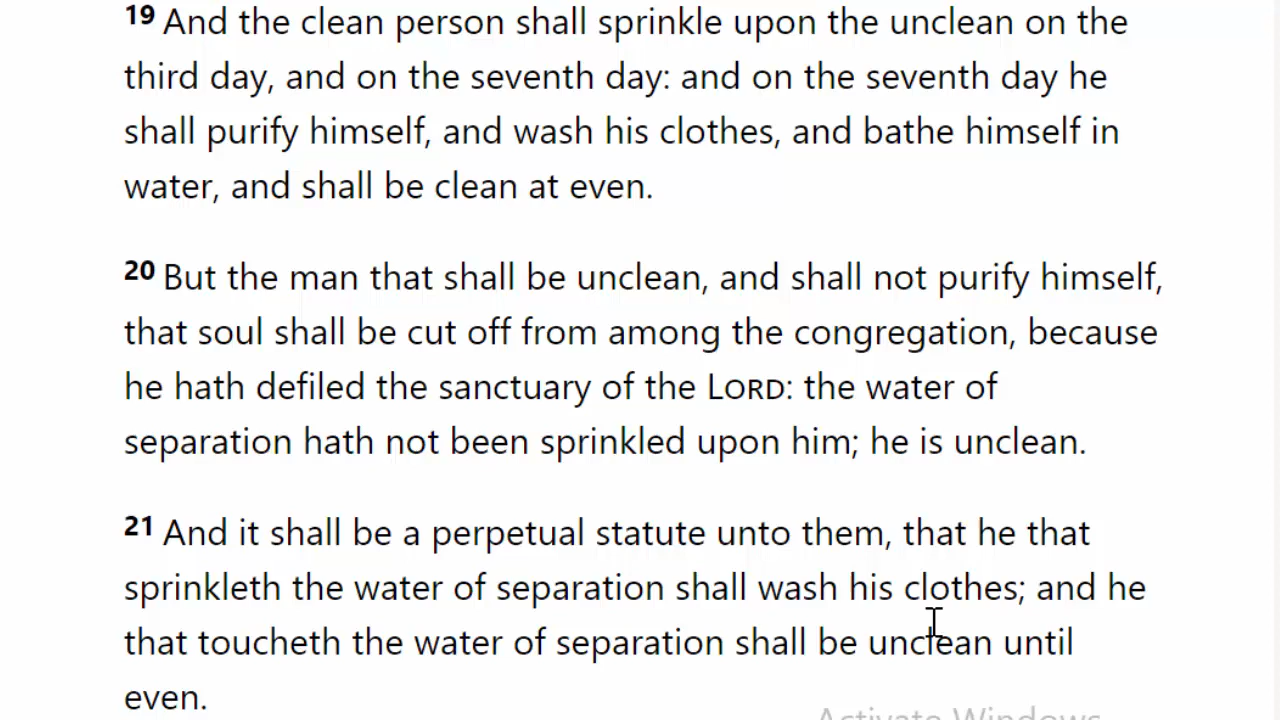 19 And the clean person shall sprinkle upon the unclean on the
third day, and on the seventh day: and on the seventh day he
shall purify himself, and wash his clothes, and bathe himself in
water, and shall be clean at even.
20 But the man that shall be unclean, and shall not purify himself,
that soul shall be cut off from among the congregation, because
he hath defiled the sanctuary of the LORD: the water of
separation hath not been sprinkled upon him; he is unclean.
21 And it shall be a perpetual statute unto them, that he that
sprinkleth the water of separation shall wash his clothes; and he
that toucheth the water of separation shall be unclean until
even.
Activate Windows